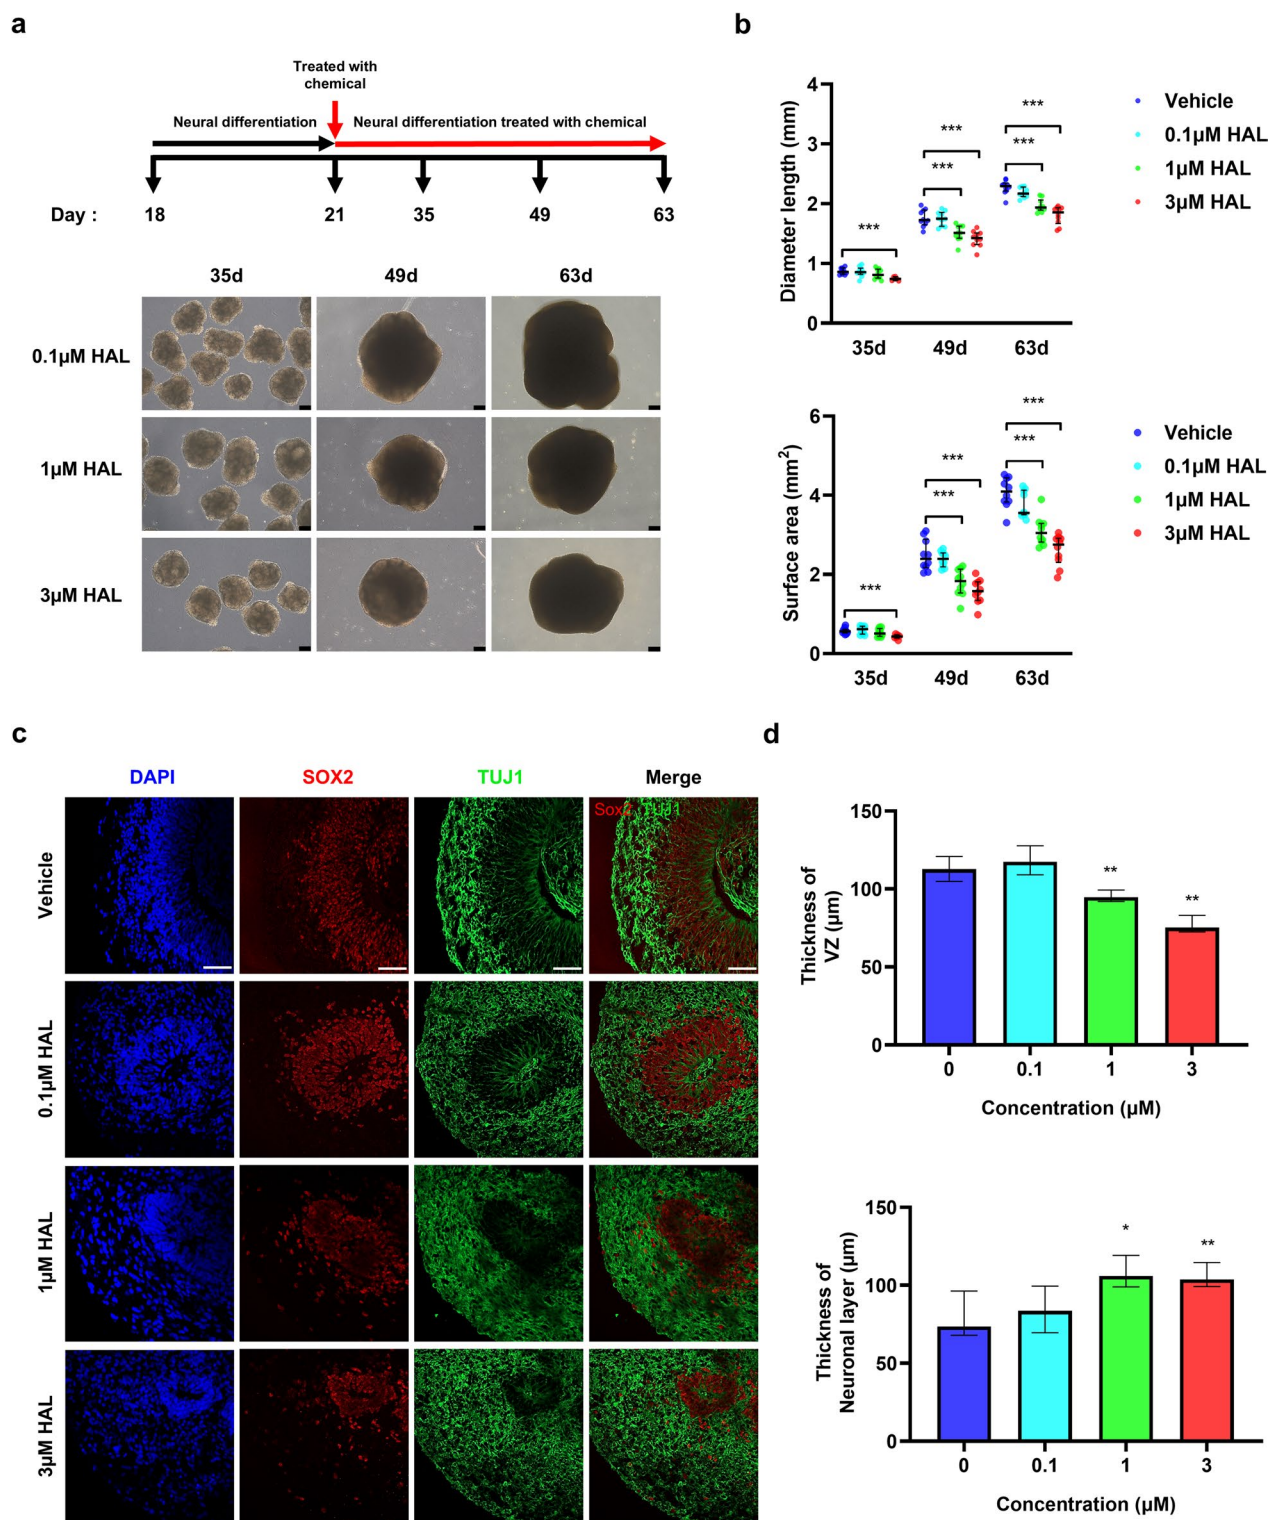 a
Treated with
chemical
Neural differentiation
Neural differentiation treated with chemical
Day : 18 21 35 49 63
35d 49d 63d
0.1µM HAL
1µM HAL
3µM HAL
b
Diameter length (mm)
4
3
2
1
0
*** *** *** *** ***
35d 49d 63d
Vehicle
0.1µM HAL
1µM HAL
3µM HAL
Surface area (mm²)
6
4
2
0
*** *** *** *** ***
35d 49d 63d
Vehicle
0.1µM HAL
1µM HAL
3µM HAL
c
DAPI SOX2 TUJ1 Merge
Sox2 TUJ1
Vehicle
0.1µM HAL
1µM HAL
3µM HAL
d
Thickness of
VZ (µm)
150
100
50
0
** **
0 0.1 1 3
Concentration (µM)
Thickness of
Neuronal layer (µm)
150
100
50
0
* **
0 0.1 1 3
Concentration (µM)